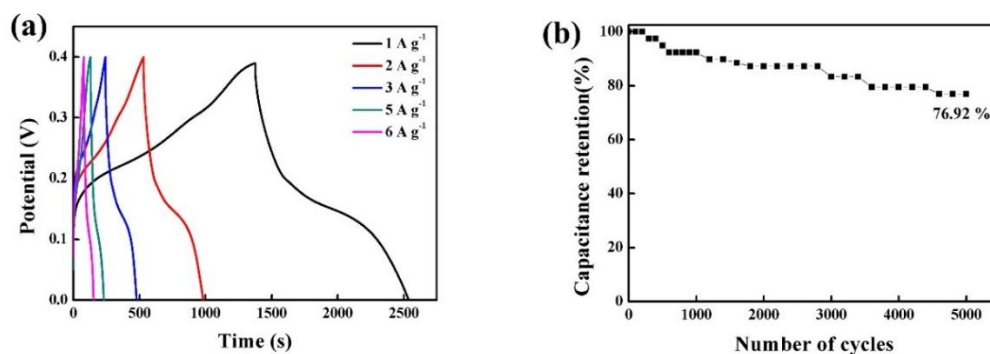 (a)
1 A g⁻¹
2 A g⁻¹
3 A g⁻¹
5 A g⁻¹
6 A g⁻¹
0.4
0.3
0.2
0.1
0.0
Potential (V)
0 500 1000 1500 2000 2500
Time (s)
(b)
100
80
60
40
20
0
Capacitance retention(%)
76.92 %
0 1000 2000 3000 4000 5000
Number of cycles